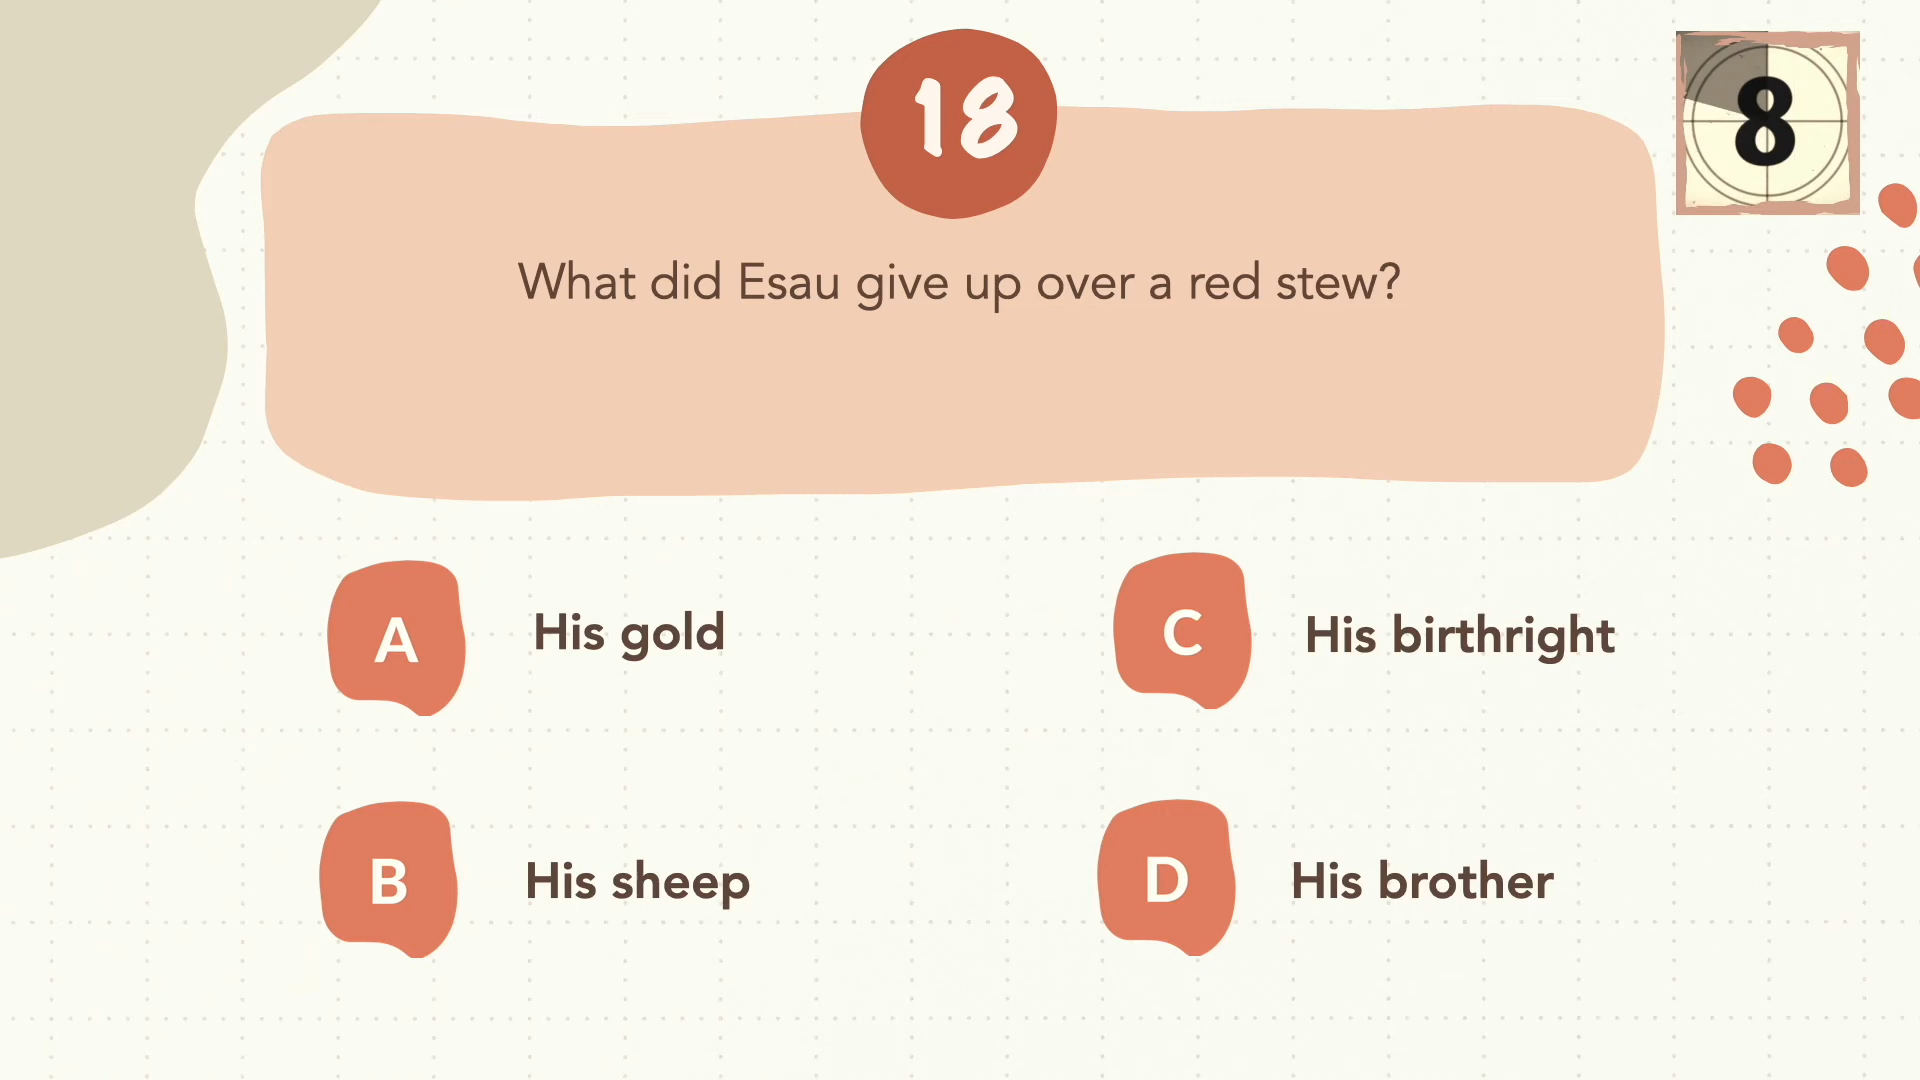 18
8
What did Esau give up over a red stew?
A His gold
C His birthright
B His sheep
D His brother